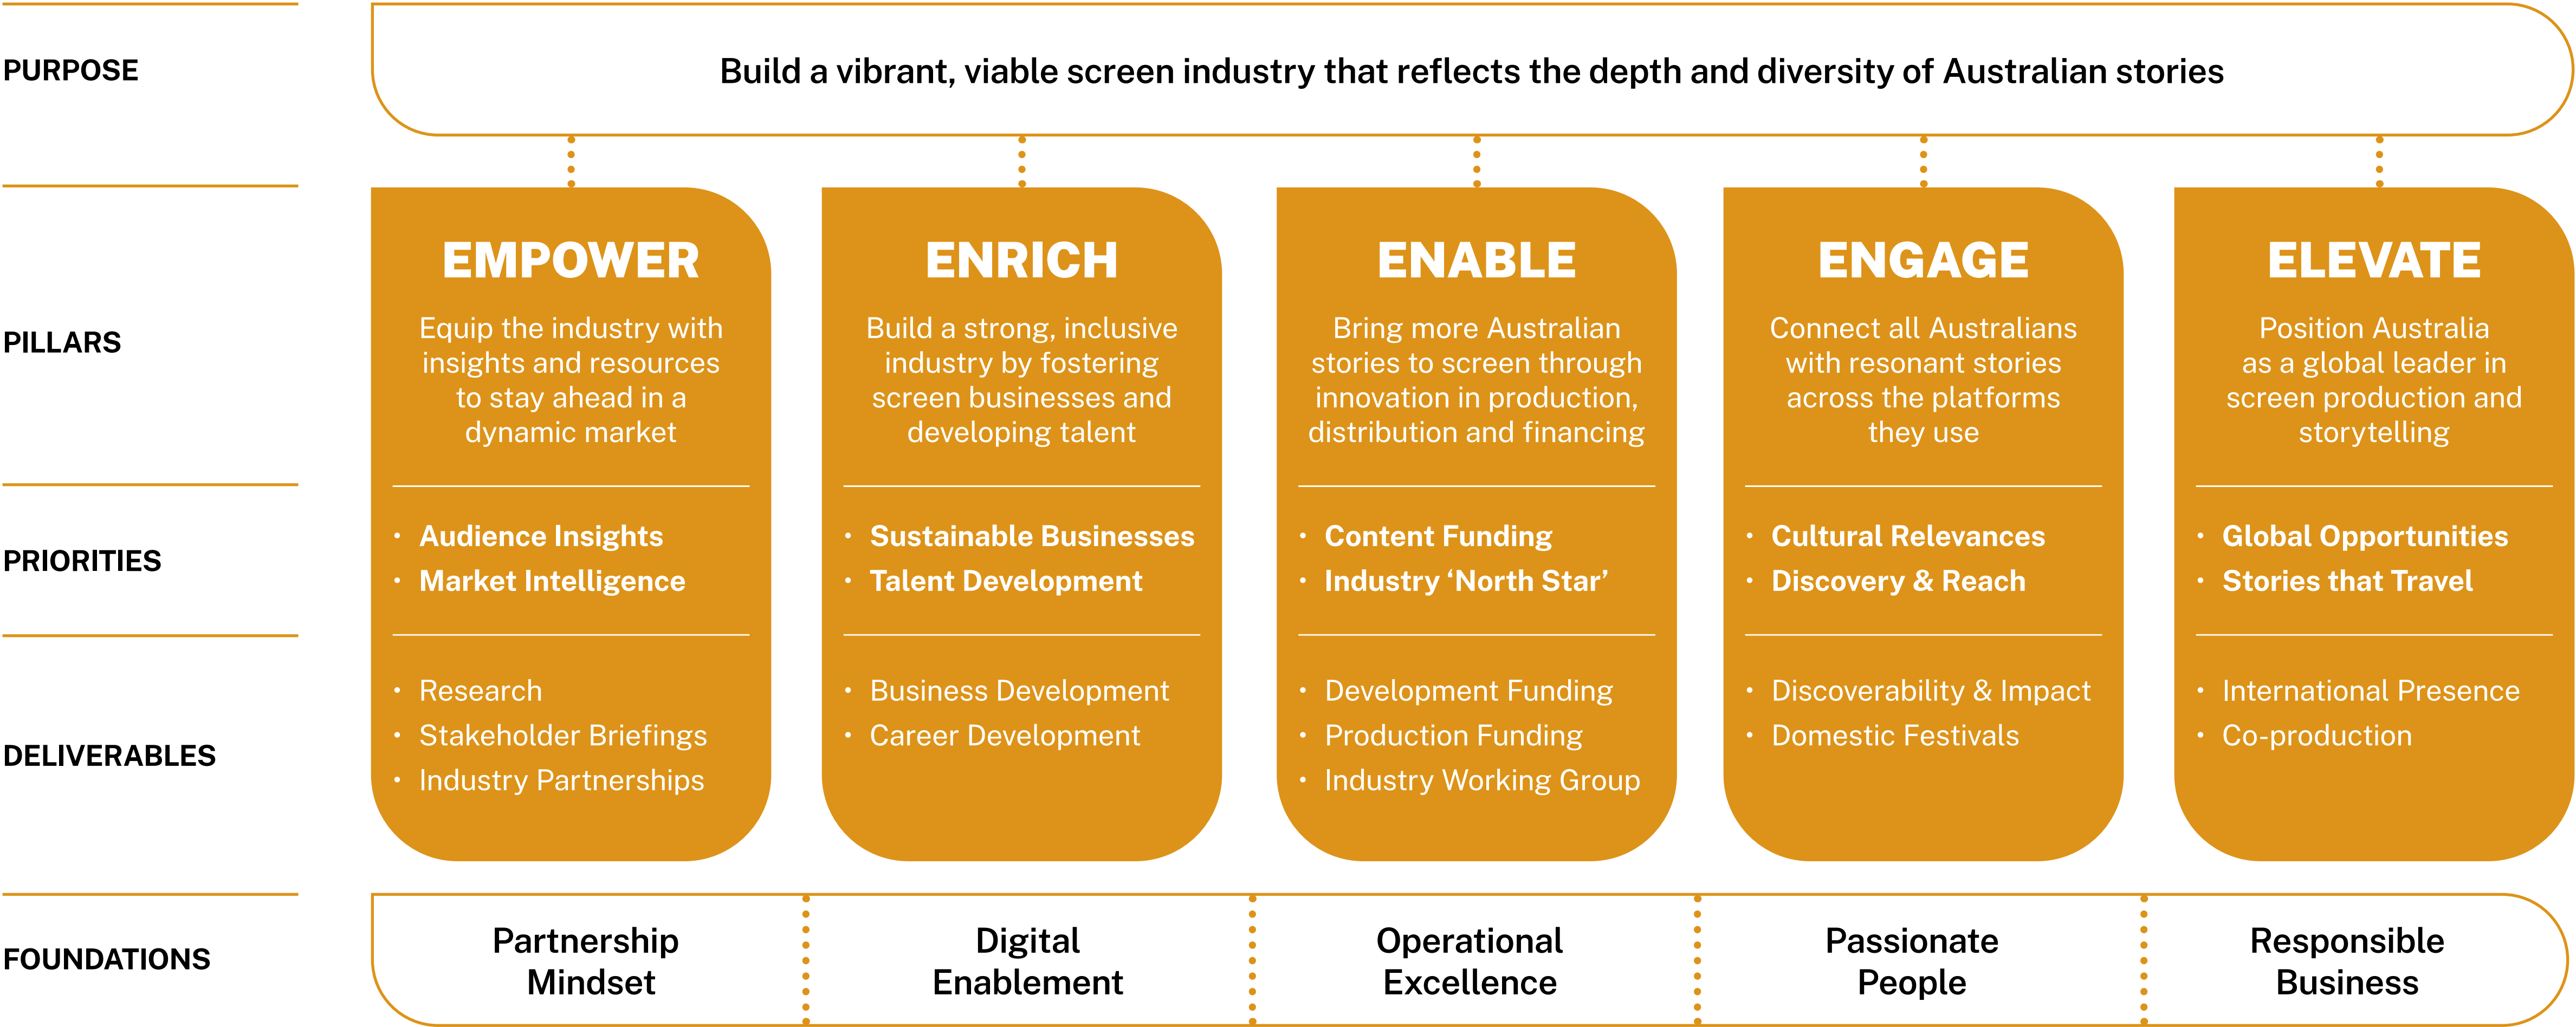 PURPOSE
Build a vibrant, viable screen industry that reflects the depth and diversity of Australian stories
PILLARS
EMPOWER
Equip the industry with
insights and resources
to stay ahead in a
dynamic market
ENRICH
Build a strong, inclusive
industry by fostering
screen businesses and
developing talent
ENABLE
Bring more Australian
stories to screen through
innovation in production,
distribution and financing
ENGAGE
Connect all Australians
with resonant stories
across the platforms
they use
ELEVATE
Position Australia
as a global leader in
screen production and
storytelling
PRIORITIES
• Audience Insights
• Market Intelligence
• Sustainable Businesses
• Talent Development
• Content Funding
• Industry ‘North Star’
• Cultural Relevances
• Discovery & Reach
• Global Opportunities
• Stories that Travel
DELIVERABLES
• Research
• Stakeholder Briefings
• Industry Partnerships
• Business Development
• Career Development
• Development Funding
• Production Funding
• Industry Working Group
• Discoverability & Impact
• Domestic Festivals
• International Presence
• Co-production
FOUNDATIONS
Partnership
Mindset
Digital
Enablement
Operational
Excellence
Passionate
People
Responsible
Business